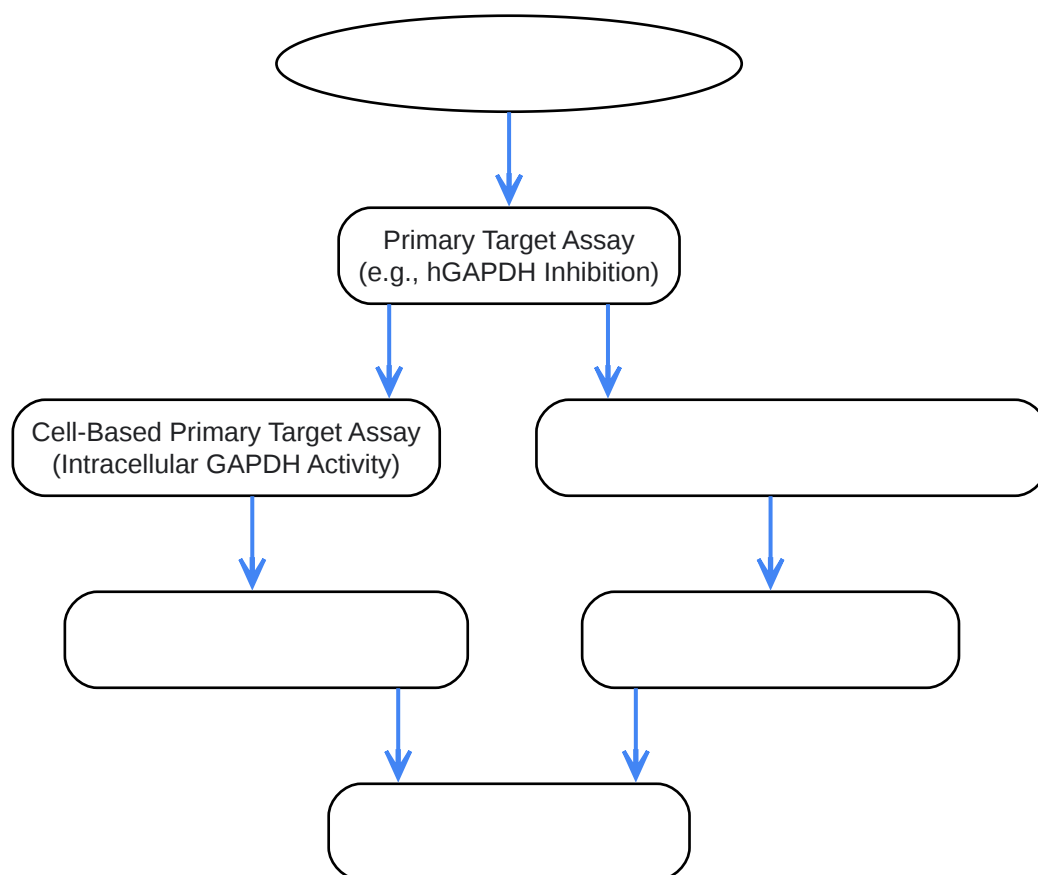 Primary Target Assay
(e.g., hGAPDH Inhibition)
Cell-Based Primary Target Assay
(Intracellular GAPDH Activity)